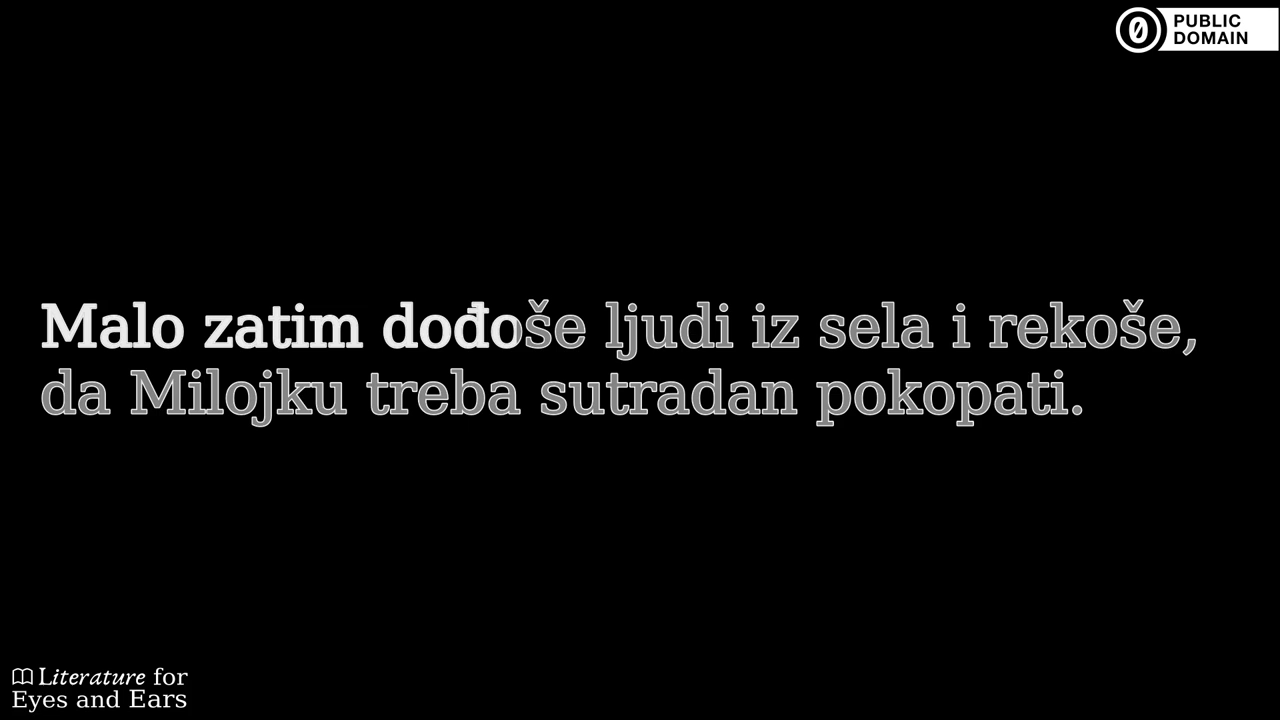 PUBLIC
DOMAIN
Malo zatim dođoše ljudi iz sela i rekoše,
da Milojku treba sutradan pokopati.
Literature for
Eyes and Ears